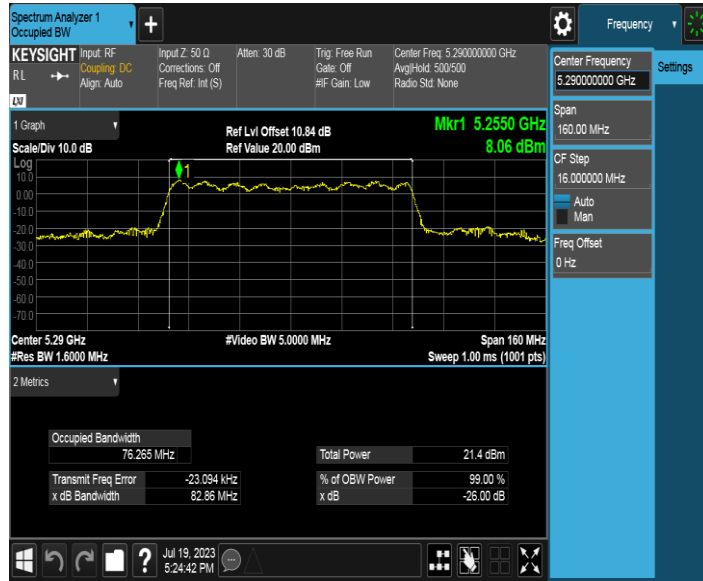 Spectrum Analyzer 1
Occupied BW
Frequency
KEYSIGHT
RL
LXI
Input: RF
Coupling: DC
Align: Auto
Input Z: 50 Ω
Corrections: Off
Freq Ref: Int (S)
Atten: 30 dB
Trig: Free Run
Gate: Off
#IF Gain: Low
Center Freq: 5.290000000 GHz
Avg|Hold: 500/500
Radio Std: None
Center Frequency
5.290000000 GHz
Settings
Span
160.00 MHz
CF Step
16.000000 MHz
Auto
Man
Freq Offset
0 Hz
1 Graph
Scale/Div 10.0 dB
Ref Lvl Offset 10.84 dB
Ref Value 20.00 dBm
Mkr1 5.2550 GHz
8.06 dBm
Log
10.0
0.00
-10.0
-20.0
-30.0
-40.0
-50.0
-60.0
-70.0
1
Center 5.29 GHz
#Res BW 1.6000 MHz
#Video BW 5.0000 MHz
Span 160 MHz
Sweep 1.00 ms (1001 pts)
2 Metrics
Occupied Bandwidth
76.265 MHz
Total Power 21.4 dBm
Transmit Freq Error -23.094 kHz
% of OBW Power 99.00 %
x dB Bandwidth 82.86 MHz
x dB -26.00 dB
?
Jul 19, 2023
5:24:42 PM